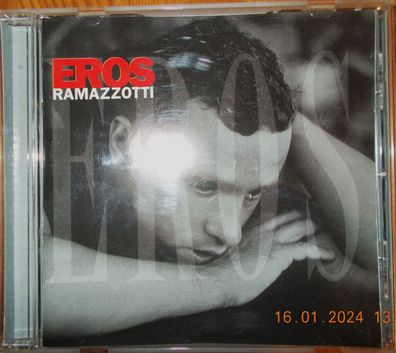 EROS
RAMAZZOTTI
EROS
16.01.2024 13